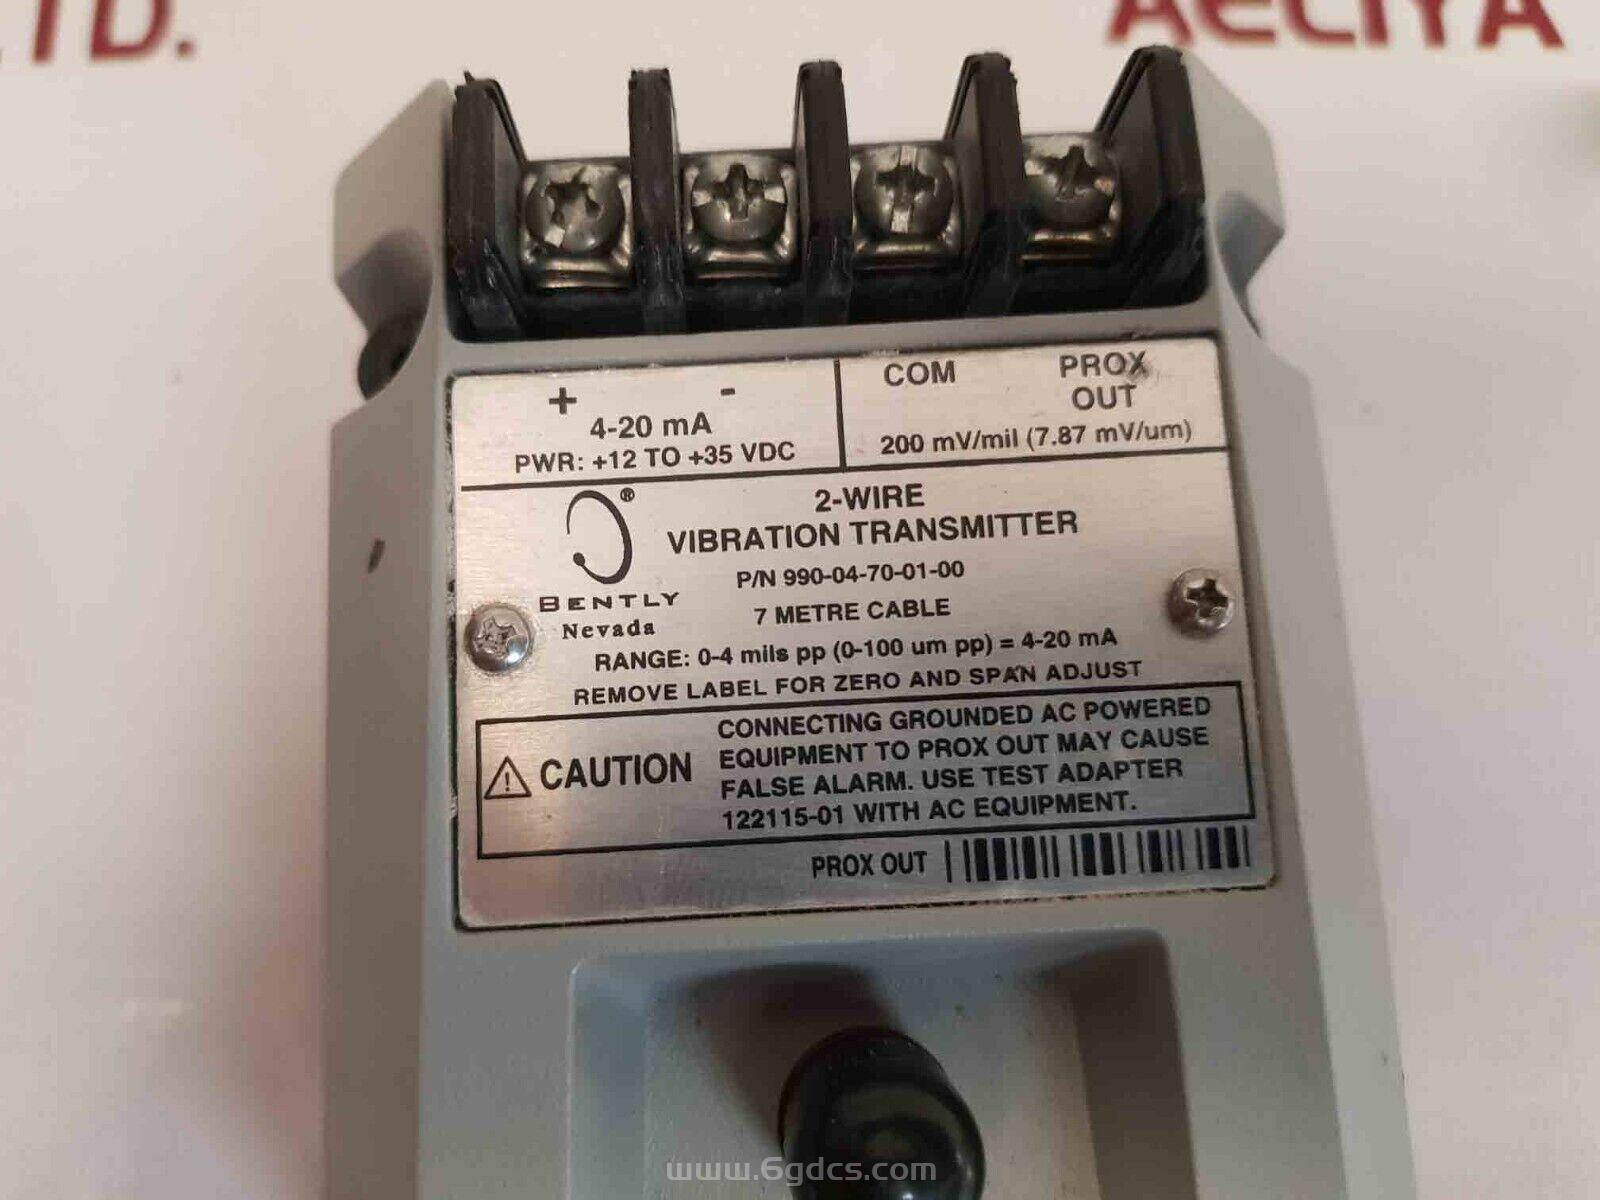 LTD.
AECIYA
+ -
4-20 mA
PWR: +12 TO +35 VDC
COM
PROX
OUT
200 mV/mil (7.87 mV/um)
®
BENTLY
Nevada
2-WIRE
VIBRATION TRANSMITTER
P/N 990-04-70-01-00
7 METRE CABLE
RANGE: 0-4 mils pp (0-100 um pp) = 4-20 mA
REMOVE LABEL FOR ZERO AND SPAN ADJUST
CAUTION
CONNECTING GROUNDED AC POWERED
EQUIPMENT TO PROX OUT MAY CAUSE
FALSE ALARM. USE TEST ADAPTER
122115-01 WITH AC EQUIPMENT.
PROX OUT
www.6gdcs.com